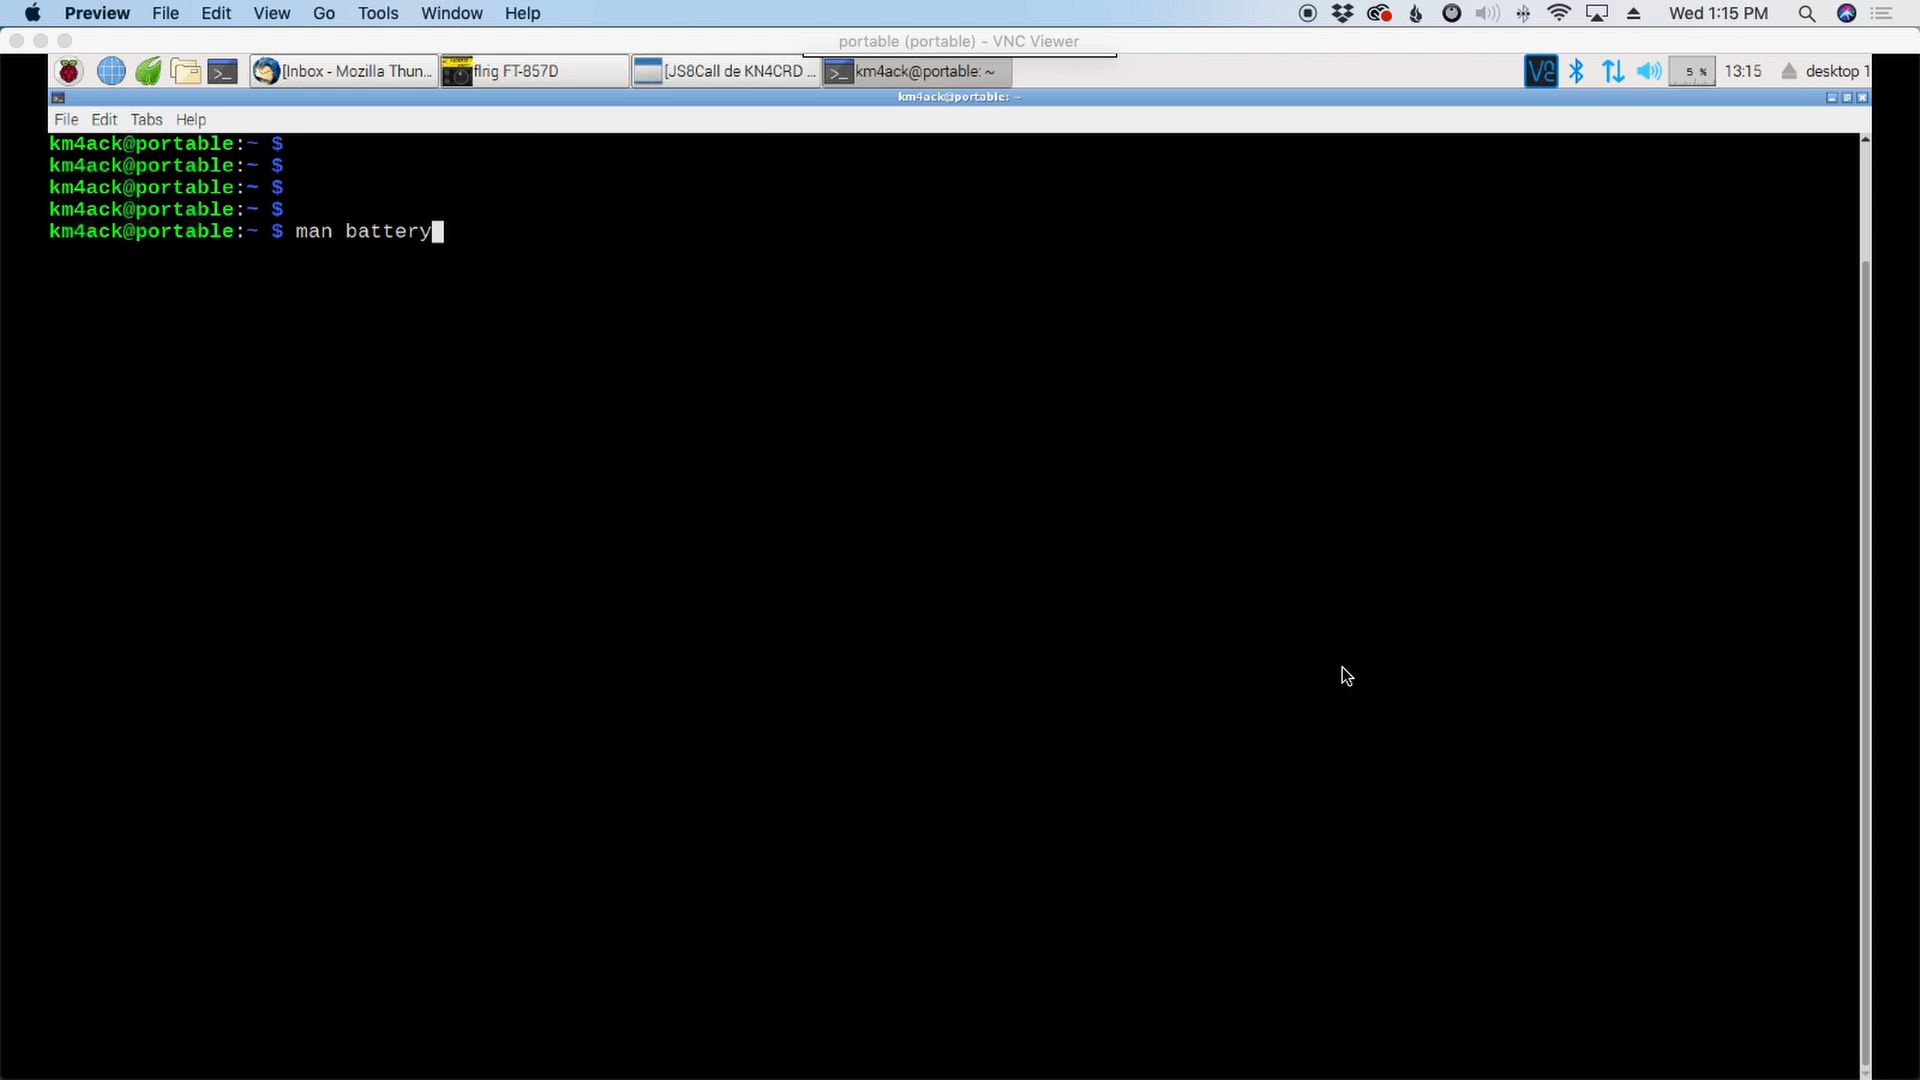 Preview File Edit View Go Tools Window Help Wed 1:15 PM
portable (portable) - VNC Viewer
[Inbox - Mozilla Thun... flrig FT-857D [JS8Call de KN4CRD ... km4ack@portable: ~ 5 % 13:15 desktop 1
km4ack@portable: ~
File Edit Tabs Help
km4ack@portable:~ $
km4ack@portable:~ $
km4ack@portable:~ $
km4ack@portable:~ $
km4ack@portable:~ $ man battery